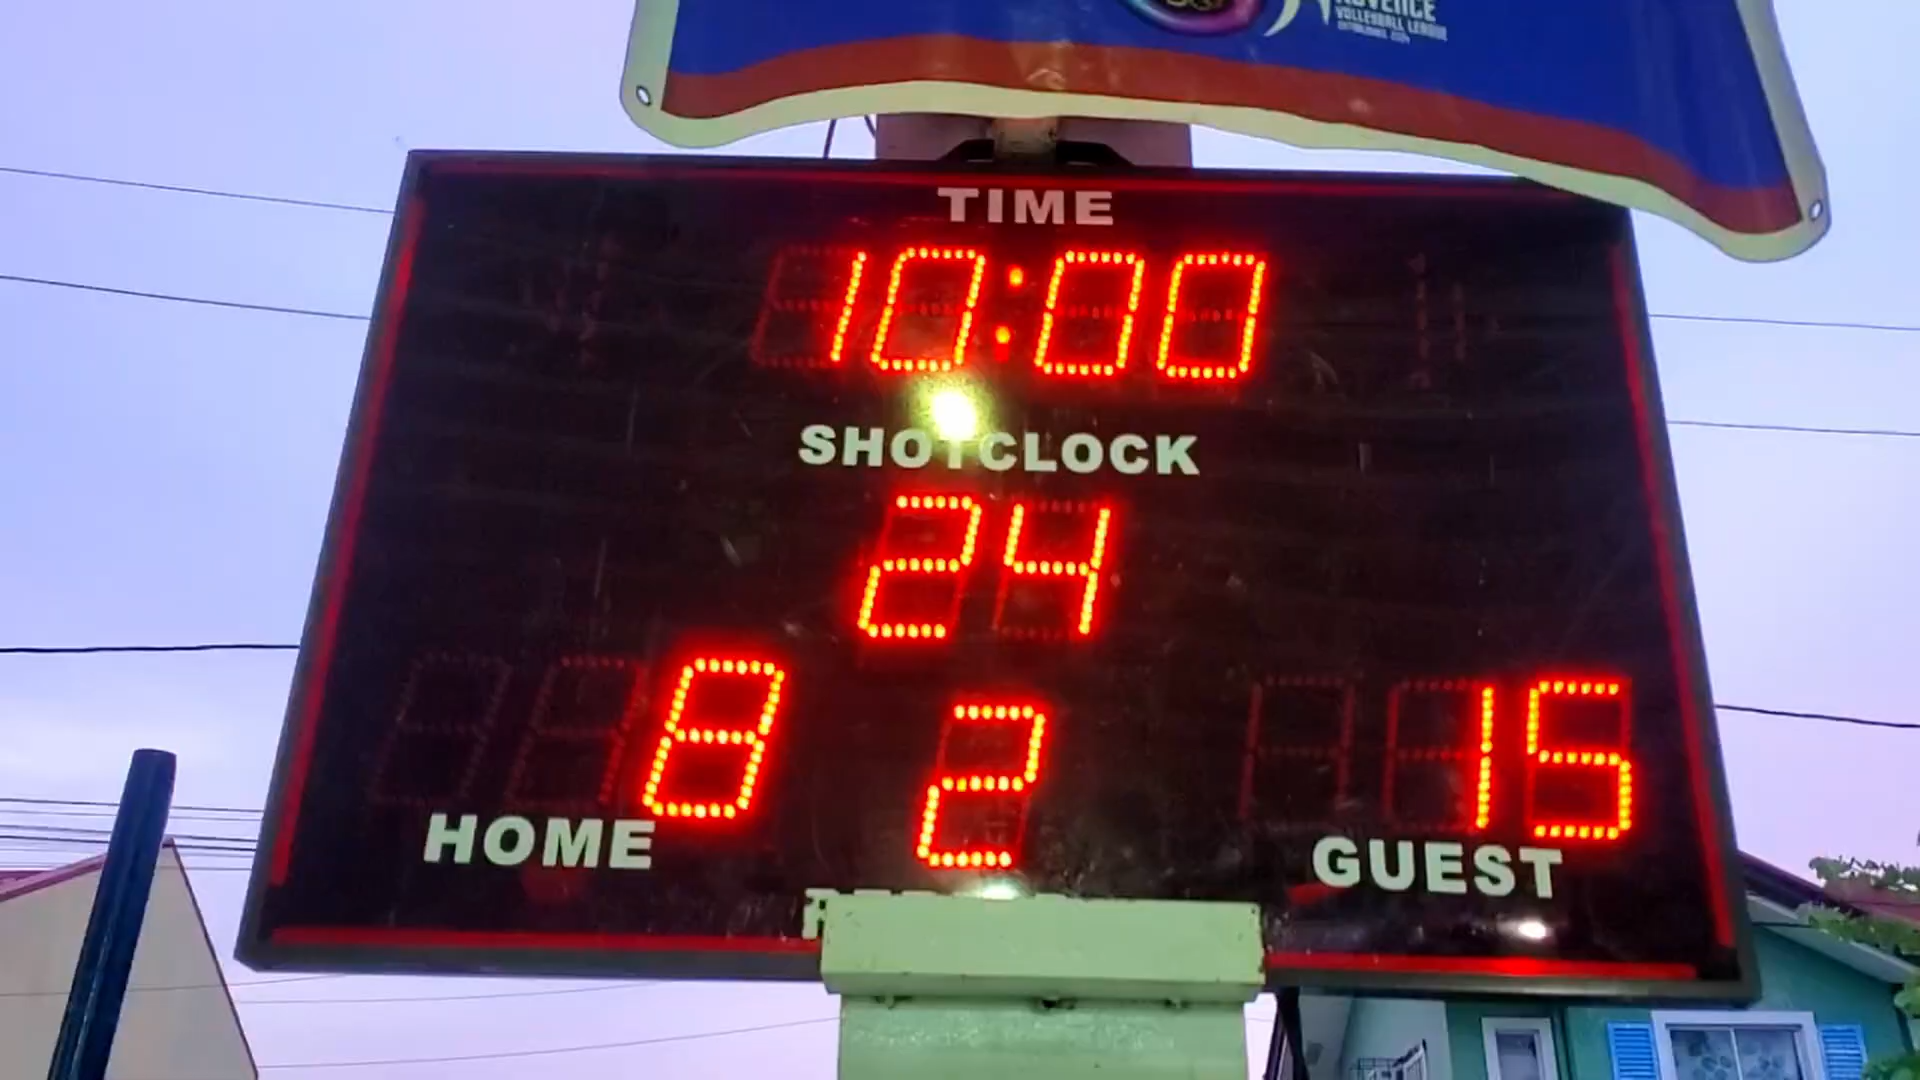 VOLLEYBALL LEAGUE
TIME
10:00
SHOTCLOCK
24
8 2 15
HOME GUEST